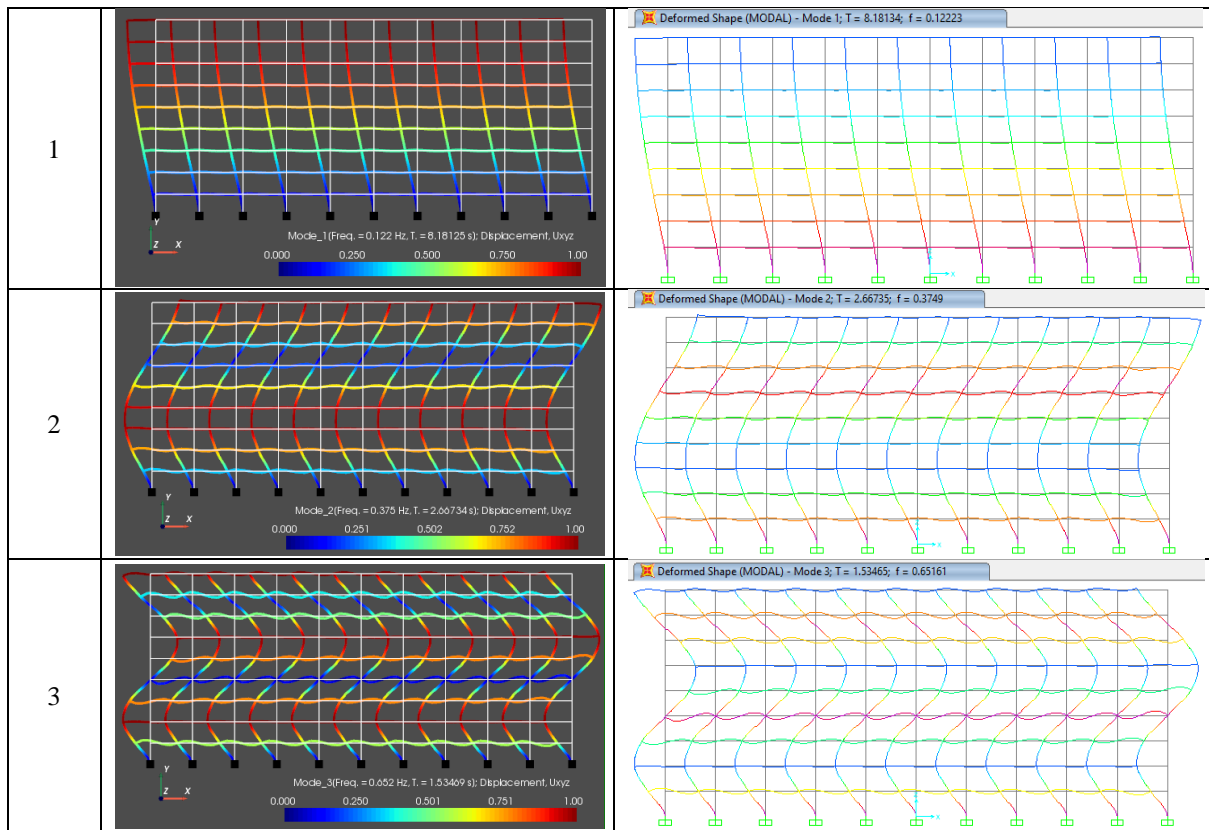 1
Y
Z X
Mode_1(Freq. = 0.122 Hz, T. = 8.18125 s); Displacement, Uxyz
0.000 0.250 0.500 0.751 1.00
Deformed Shape (MODAL) - Mode 1; T = 8.18134; f = 0.12223
X
2
Y
Z X
Mode_2(Freq. = 0.375 Hz, T. = 2.66734 s); Displacement, Uxyz
0.000 0.251 0.502 0.752 1.00
Deformed Shape (MODAL) - Mode 2; T = 2.66735; f = 0.3749
X
3
Y
Z X
Mode_3(Freq. = 0.652 Hz, T. = 1.53469 s); Displacement, Uxyz
0.000 0.250 0.500 0.751 1.00
Deformed Shape (MODAL) - Mode 3; T = 1.53465; f = 0.65161
X